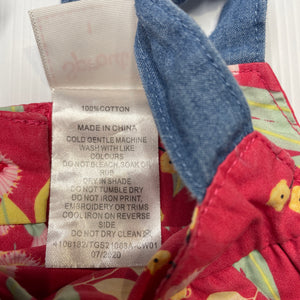 100%COTTON
MADE IN CHINA
COLD GENTLE MACHINE
WASH WITH LIKE
COLOURS
DO NOT BLEACH, SOAK OR
RUB
DRY IN SHADE
DO NOT TUMBLE DRY
DO NOT IRON PRINT,
EMBROIDERY OR TRIMS
COOL IRON ON REVERSE
SIDE
DO NOT DRY CLEAN
07/2020